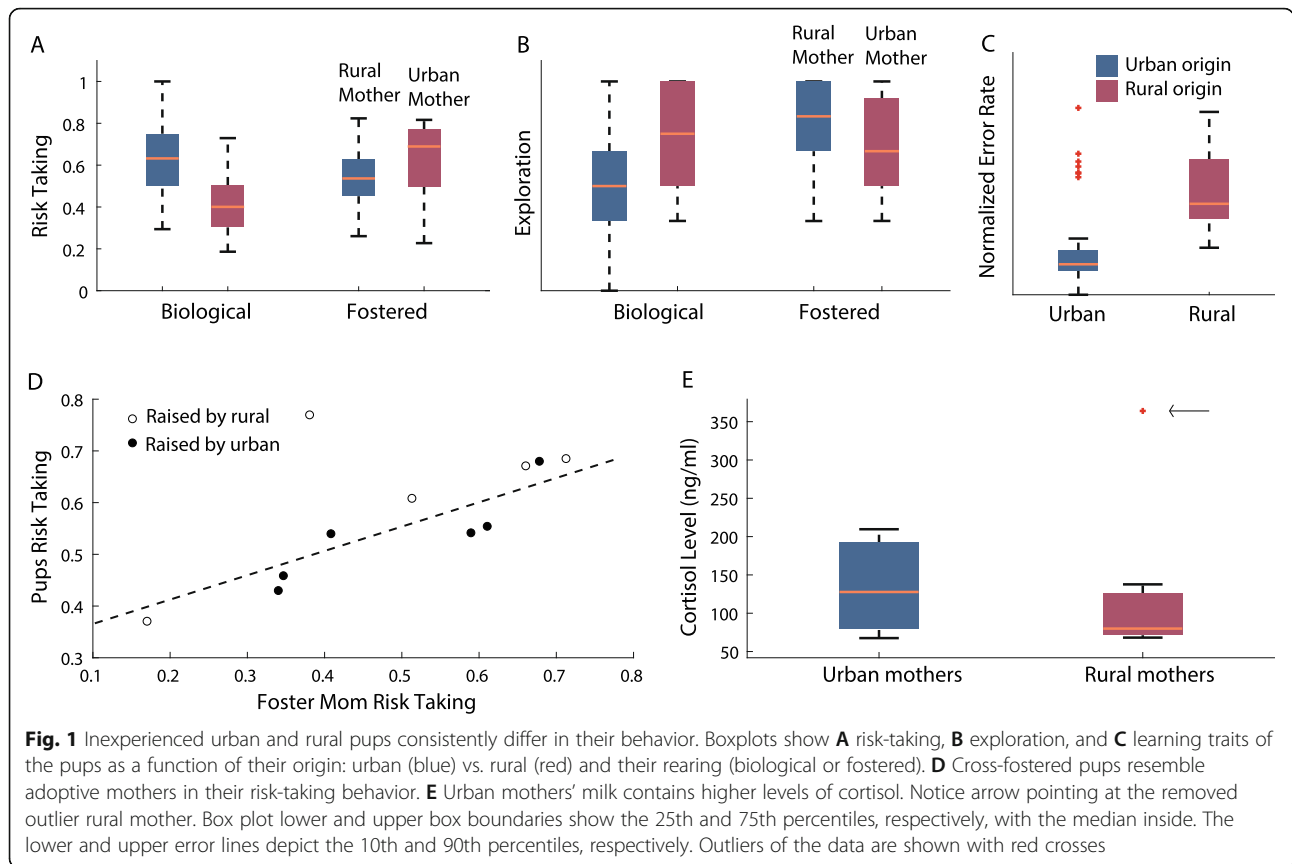 A
Risk Taking
1
0.8
0.6
0.4
0.2
0
Rural
Mother
Urban
Mother
Biological
Fostered
B
Exploration
Rural
Mother
Urban
Mother
Biological
Fostered
C
Normalized Error Rate
Urban origin
Rural origin
Urban
Rural
D
Pups Risk Taking
0.8
0.7
0.6
0.5
0.4
0.3
Raised by rural
Raised by urban
0.1 0.2 0.3 0.4 0.5 0.6 0.7 0.8
Foster Mom Risk Taking
E
Cortisol Level (ng/ml)
350
300
250
200
150
100
50
Urban mothers
Rural mothers
Fig. 1 Inexperienced urban and rural pups consistently differ in their behavior. Boxplots show A risk-taking, B exploration, and C learning traits of
the pups as a function of their origin: urban (blue) vs. rural (red) and their rearing (biological or fostered). D Cross-fostered pups resemble
adoptive mothers in their risk-taking behavior. E Urban mothers’ milk contains higher levels of cortisol. Notice arrow pointing at the removed
outlier rural mother. Box plot lower and upper box boundaries show the 25th and 75th percentiles, respectively, with the median inside. The
lower and upper error lines depict the 10th and 90th percentiles, respectively. Outliers of the data are shown with red crosses